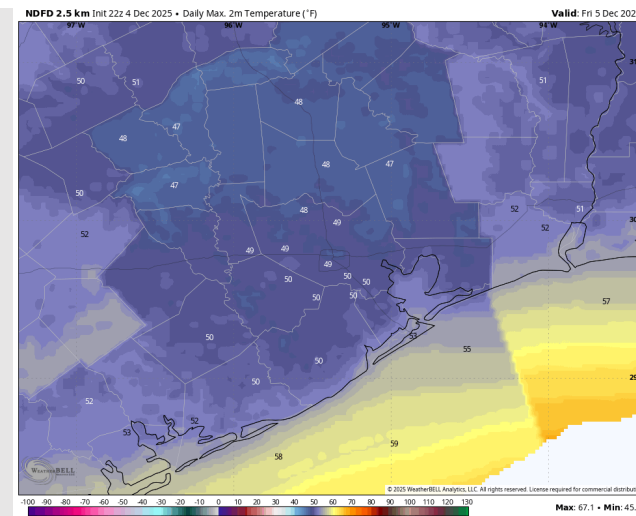 NDFD 2.5 km Init 22z 4 Dec 2025 • Daily Max. 2m Temperature (°F)
Valid: Fri 5 Dec 202
97°W 96°W 95°W 94°W
31
50 51 48 51
47
48
48 47
47
50 52 51
48
49 30
52 52
49 49
49
50 50 50
50 50
57
50 53
55
50
29
50
52
52
53
59
58
WeatherBELL
© 2025 WeatherBELL Analytics, LLC. All rights reserved. License required for commercial distribut
-100 -90 -80 -70 -60 -50 -40 -30 -20 -10 0 10 20 30 40 50 60 70 80 90 100 110 120 130
Max: 67.1 • Min: 45.